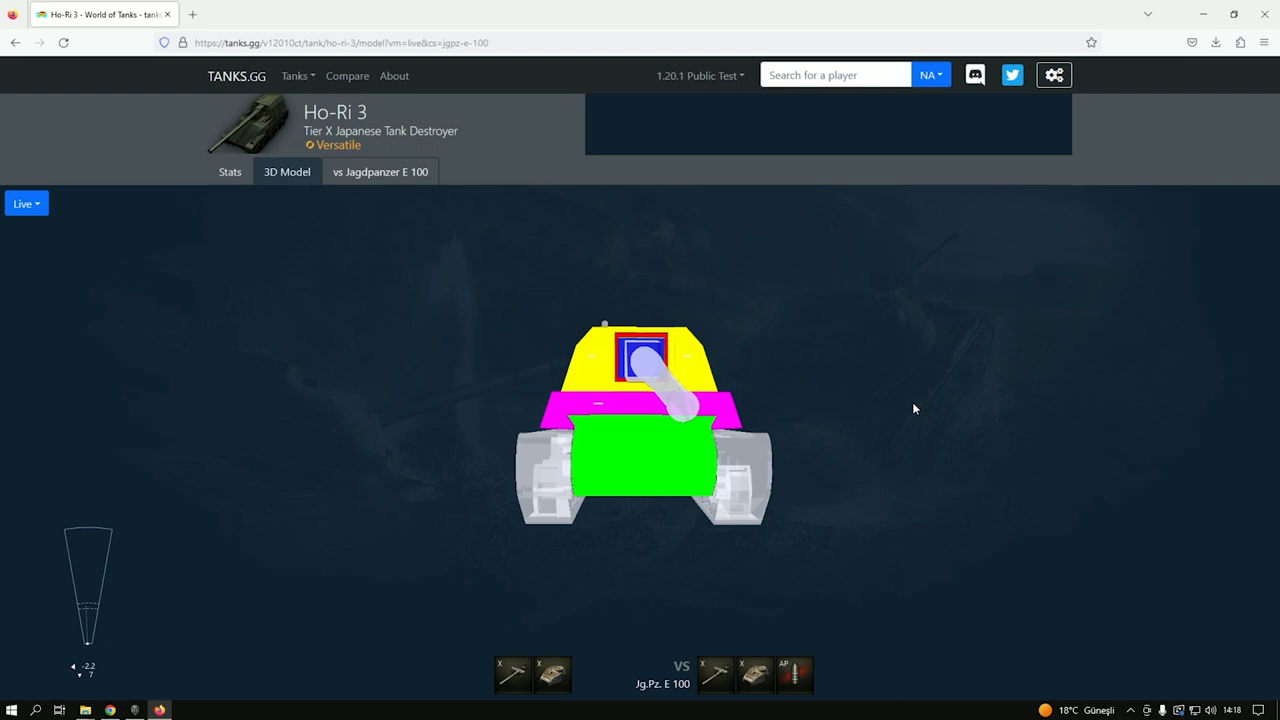 Ho-Ri 3 - World of Tanks - tanks
https://tanks.gg/v12010ct/tank/ho-ri-3/model?vm=live&cs=jgpz-e-100
TANKS.GG Tanks Compare About 1.20.1 Public Test Search for a player NA
Ho-Ri 3
Tier X Japanese Tank Destroyer
Versatile
Stats 3D Model vs Jagdpanzer E 100
Live
-2.2
7
X X VS X X AP
Jg.Pz. E 100
18°C Güneşli 14:18